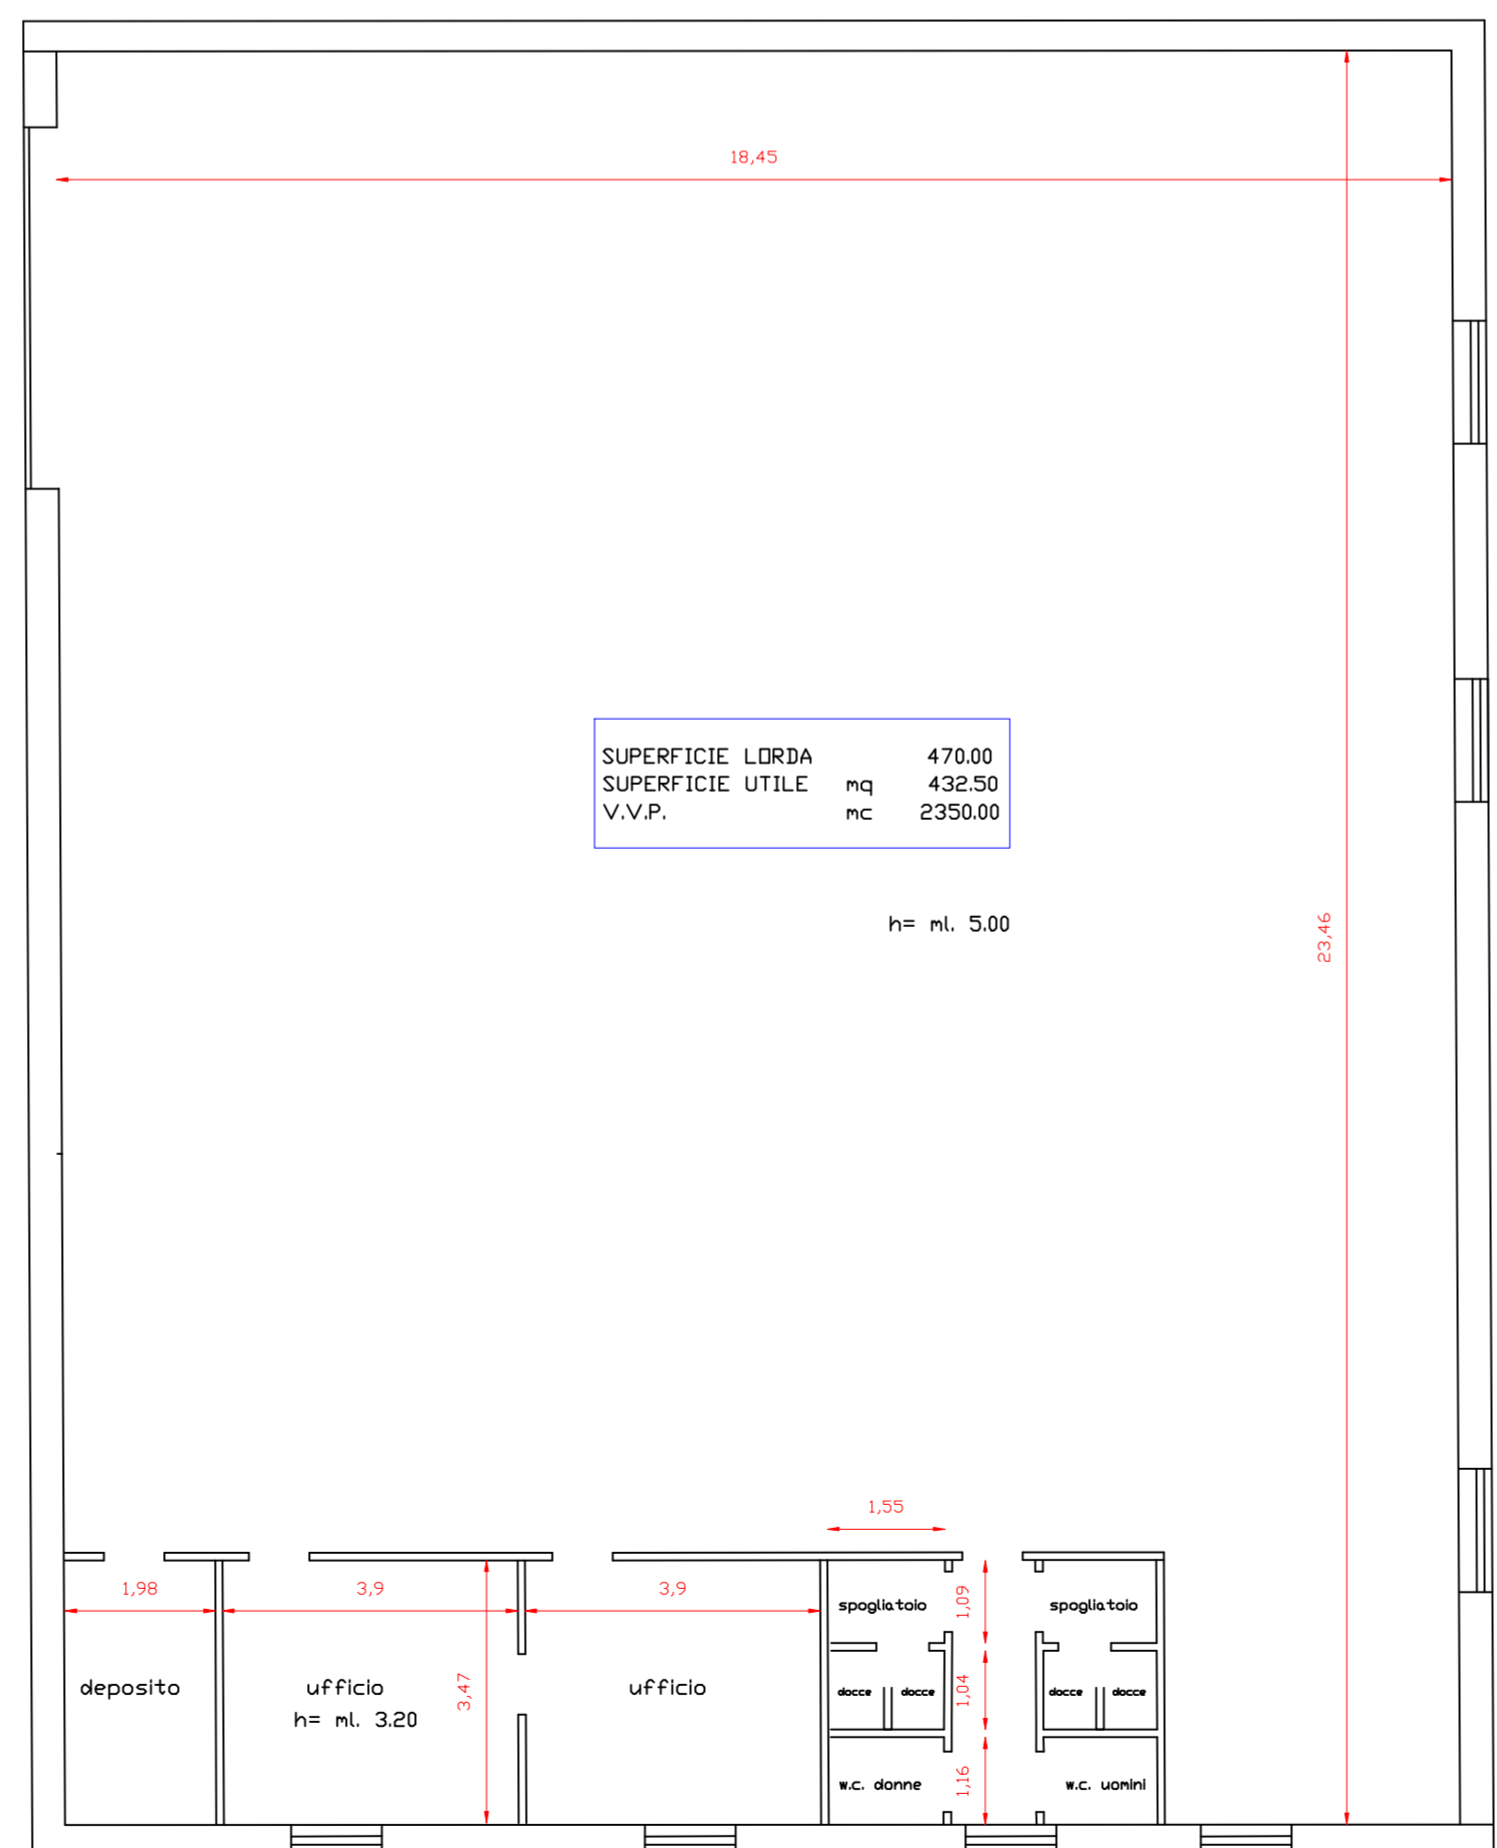 18,45
SUPERFICIE LORDA 470.00
SUPERFICIE UTILE mq 432.50
V.V.P. mc 2350.00
h= ml. 5.00
23,46
1,55
1,98
3,9
3,9
1,09
spogliatoio
spogliatoio
deposito
ufficio
h= ml. 3.20
3,47
ufficio
docce
docce
1,04
docce
docce
w.c. donne
1,16
w.c. uomini